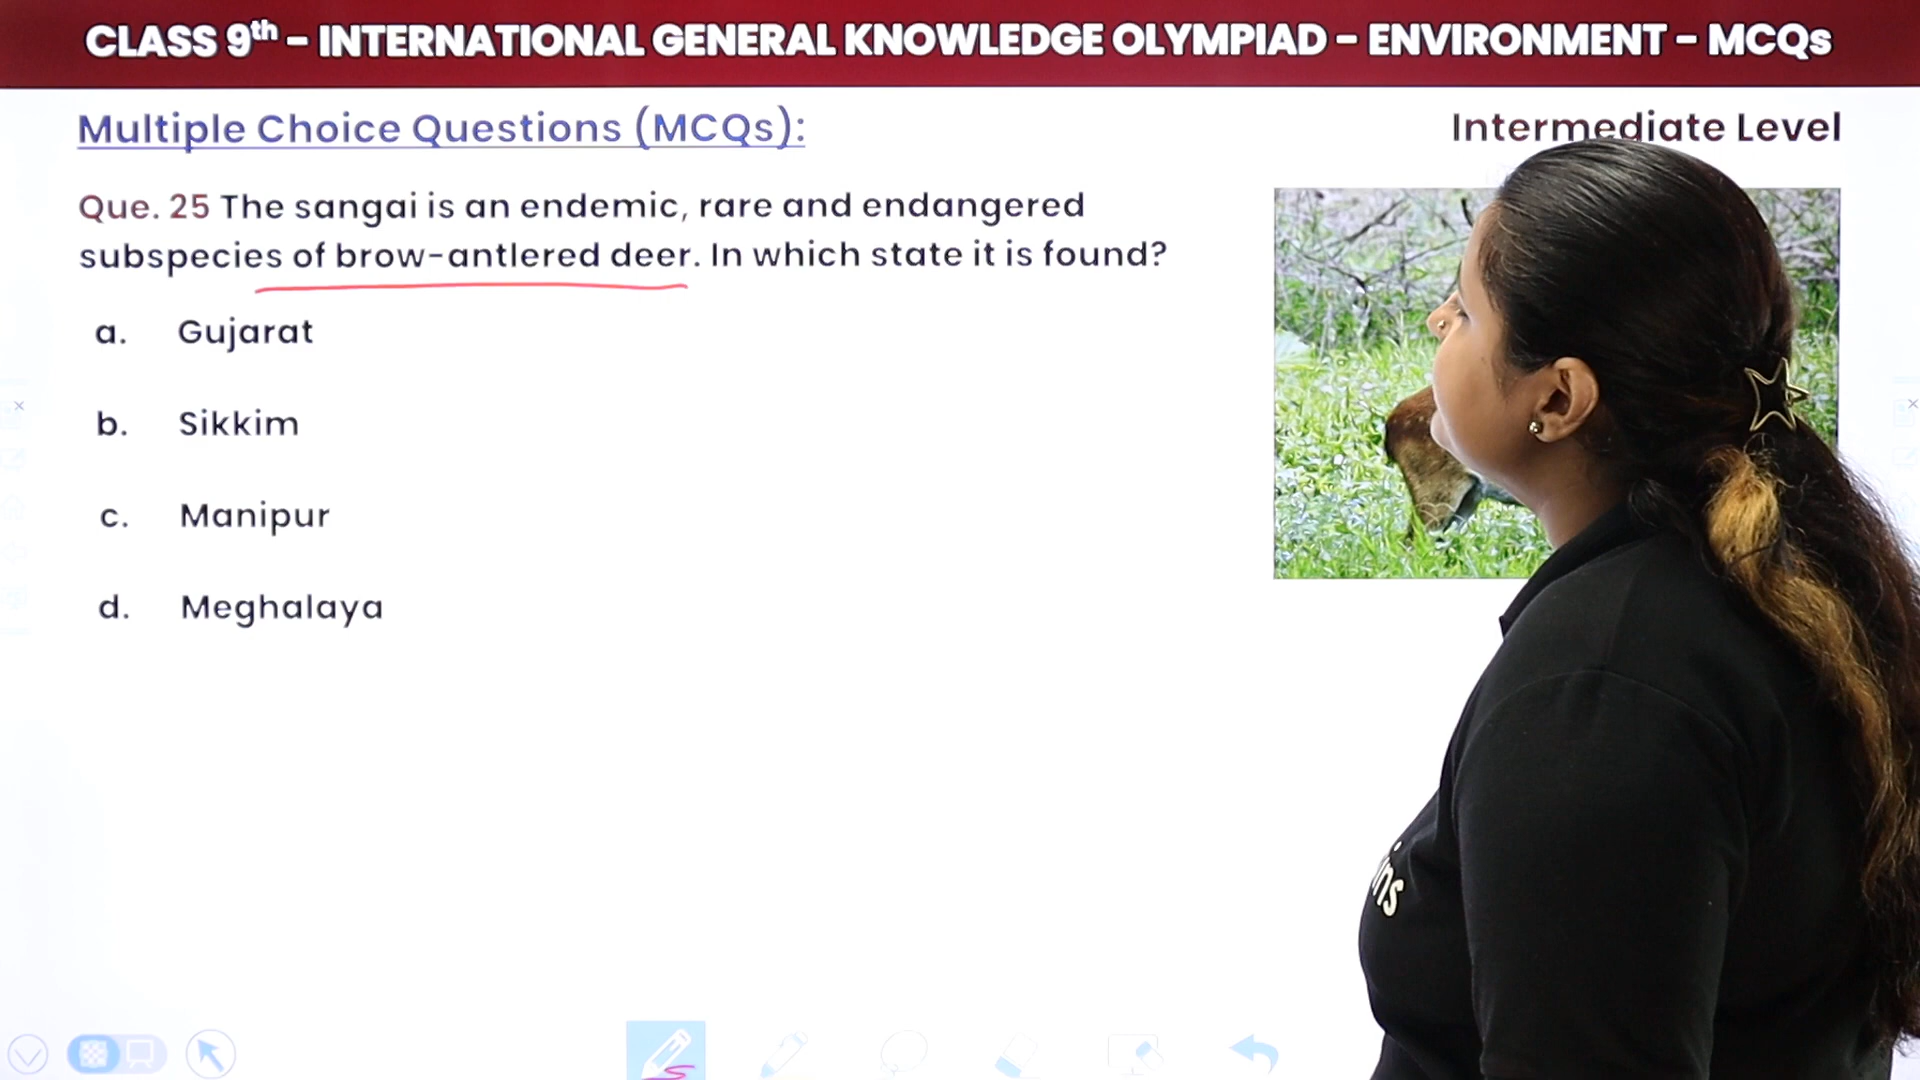 CLASS 9th - INTERNATIONAL GENERAL KNOWLEDGE OLYMPIAD - ENVIRONMENT - MCQs
Multiple Choice Questions (MCQs):
Intermediate Level
Que. 25 The sangai is an endemic, rare and endangered
subspecies of brow-antlered deer. In which state it is found?
a. Gujarat
b. Sikkim
c. Manipur
d. Meghalaya